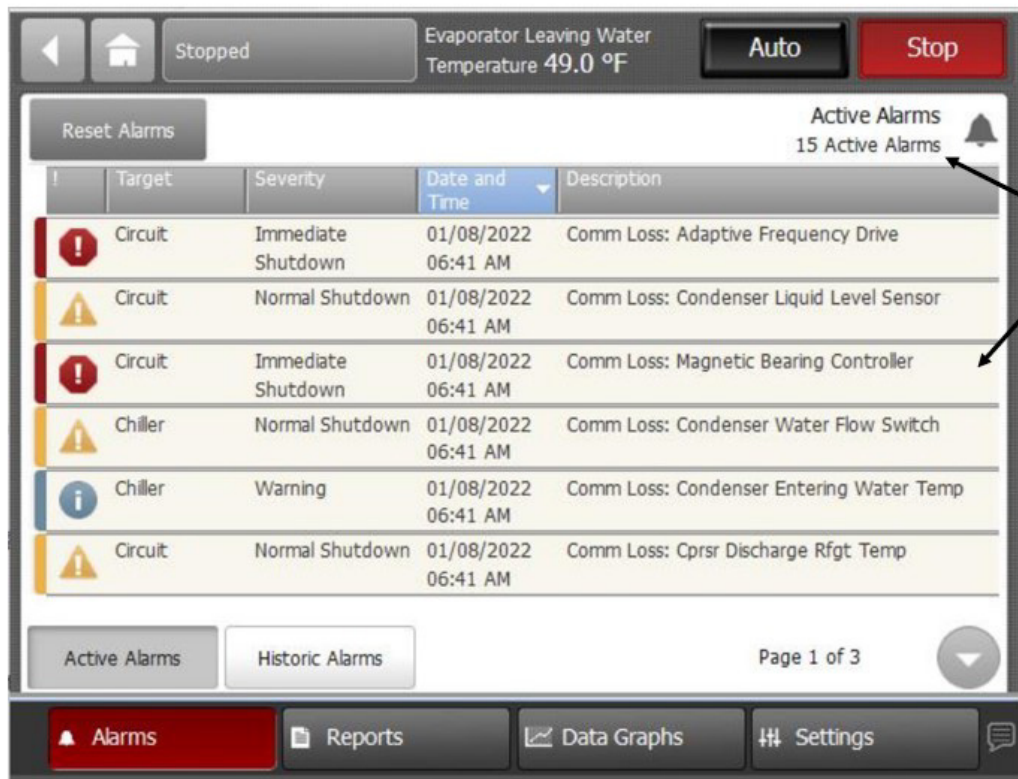 Stopped
Evaporator Leaving Water
Temperature 49.0 °F
Auto
Stop
Reset Alarms
Active Alarms
15 Active Alarms
! Target Severity Date and Time Description
Circuit Immediate Shutdown 01/08/2022 06:41 AM Comm Loss: Adaptive Frequency Drive
Circuit Normal Shutdown 01/08/2022 06:41 AM Comm Loss: Condenser Liquid Level Sensor
Circuit Immediate Shutdown 01/08/2022 06:41 AM Comm Loss: Magnetic Bearing Controller
Chiller Normal Shutdown 01/08/2022 06:41 AM Comm Loss: Condenser Water Flow Switch
Chiller Warning 01/08/2022 06:41 AM Comm Loss: Condenser Entering Water Temp
Circuit Normal Shutdown 01/08/2022 06:41 AM Comm Loss: Cprsr Discharge Rfgt Temp
Active Alarms
Historic Alarms
Page 1 of 3
Alarms
Reports
Data Graphs
Settings